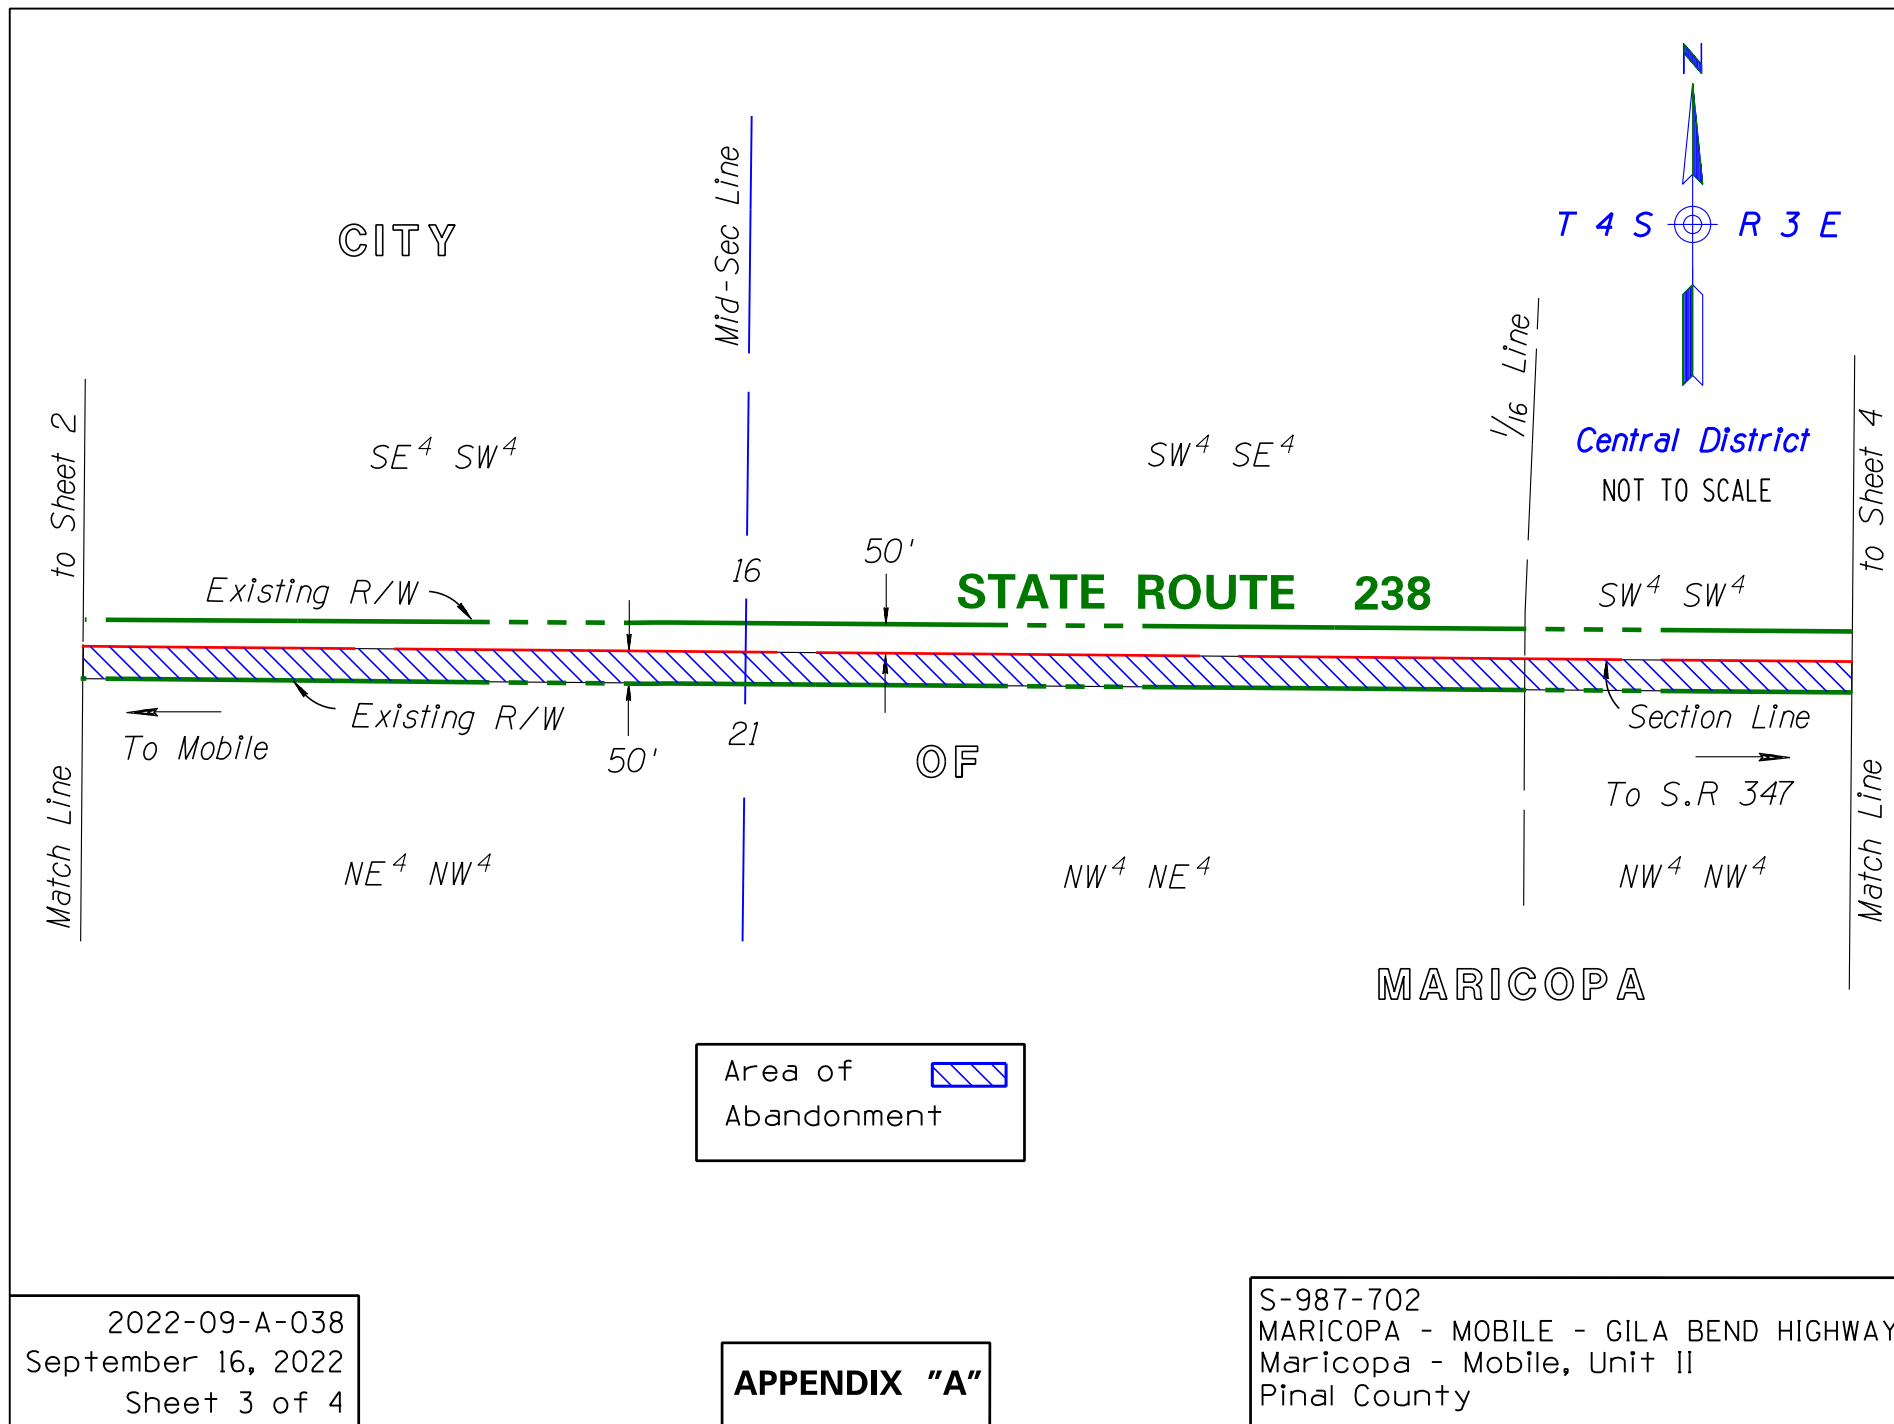 N
T 4 S R 3 E
CITY
Mid-Sec Line
1/16 Line
Central District
NOT TO SCALE
to Sheet 2
to Sheet 4
SE4 SW4
SW4 SE4
SW4 SW4
16
50'
STATE ROUTE 238
Existing R/W
Existing R/W
To Mobile
50'
21
OF
Section Line
To S.R 347
Match Line
Match Line
NE4 NW4
NW4 NE4
NW4 NW4
MARICOPA
Area of
Abandonment
2022-09-A-038
September 16, 2022
Sheet 3 of 4
APPENDIX "A"
S-987-702
MARICOPA - MOBILE - GILA BEND HIGHWAY
Maricopa - Mobile, Unit II
Pinal County